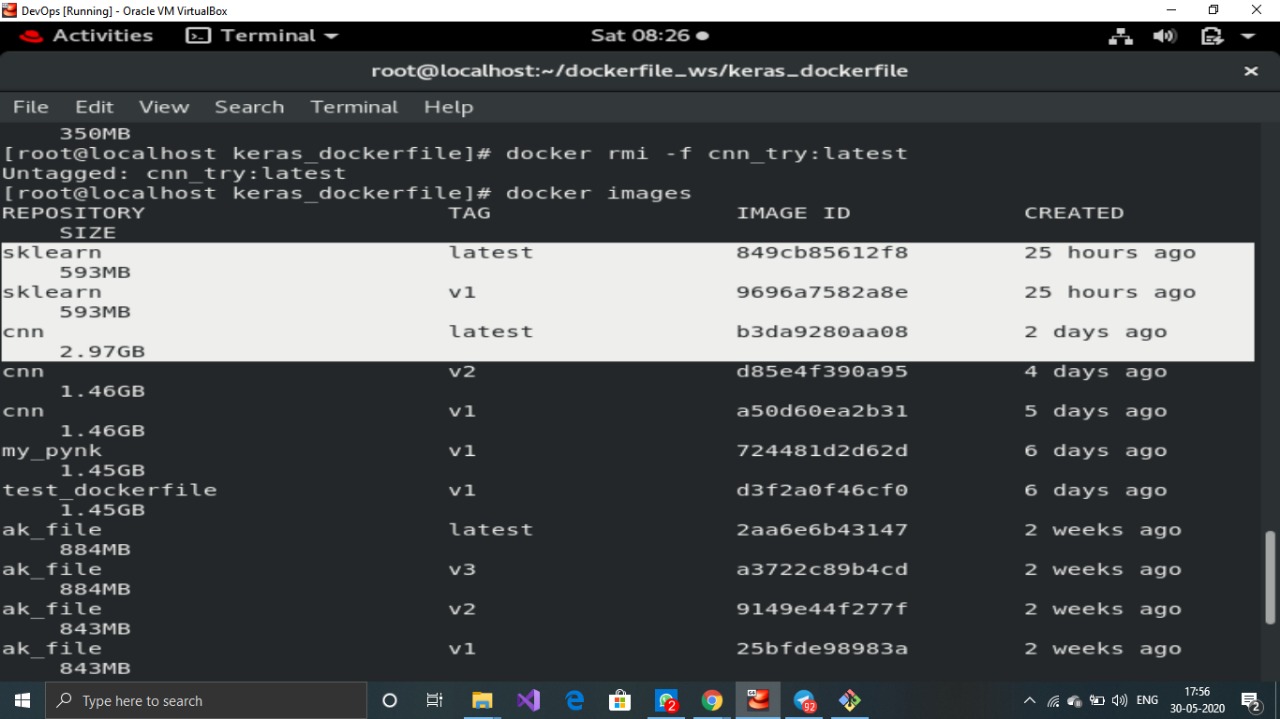 DevOps [Running] - Oracle VM VirtualBox
Activities Terminal Sat 08:26
root@localhost:~/dockerfile_ws/keras_dockerfile
File Edit View Search Terminal Help
350MB
[root@localhost keras_dockerfile]# docker rmi -f cnn_try:latest
Untagged: cnn_try:latest
[root@localhost keras_dockerfile]# docker images
REPOSITORY TAG IMAGE ID CREATED
SIZE
sklearn latest 849cb85612f8 25 hours ago
593MB
sklearn v1 9696a7582a8e 25 hours ago
593MB
cnn latest b3da9280aa08 2 days ago
2.97GB
cnn v2 d85e4f390a95 4 days ago
1.46GB
cnn v1 a50d60ea2b31 5 days ago
1.46GB
my_pynk v1 724481d2d62d 6 days ago
1.45GB
test_dockerfile v1 d3f2a0f46cf0 6 days ago
1.45GB
ak_file latest 2aa6e6b43147 2 weeks ago
884MB
ak_file v3 a3722c89b4cd 2 weeks ago
884MB
ak_file v2 9149e44f277f 2 weeks ago
843MB
ak_file v1 25bfde98983a 2 weeks ago
843MB
Type here to search 2 92 ENG 17:56
30-05-2020 2